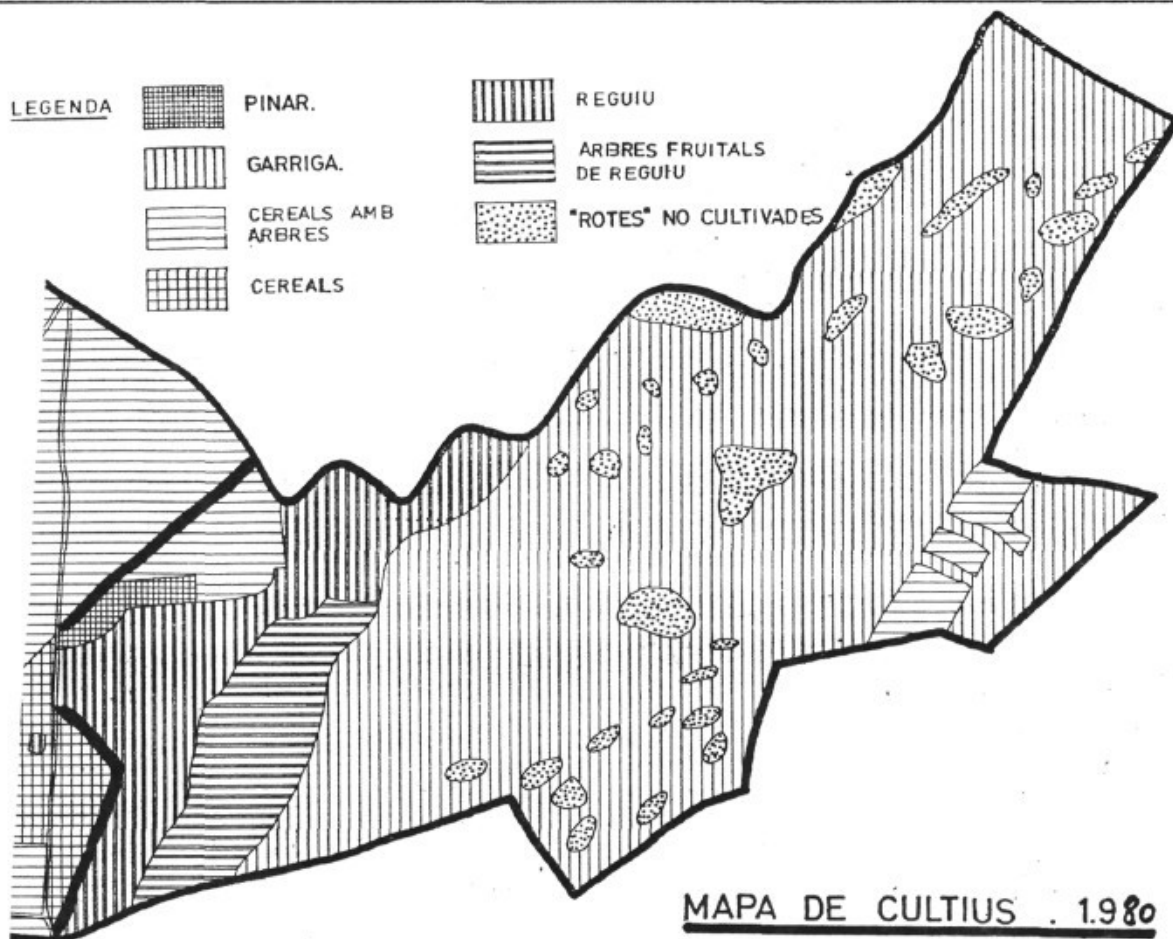 LEGENDA
PINAR.
GARRIGA.
CEREALS AMB
ARBRES
CEREALS
REGUIU
ARBRES FRUITALS
DE REGUIU
"ROTES" NO CULTIVADES
MAPA DE CULTIUS . 1.980